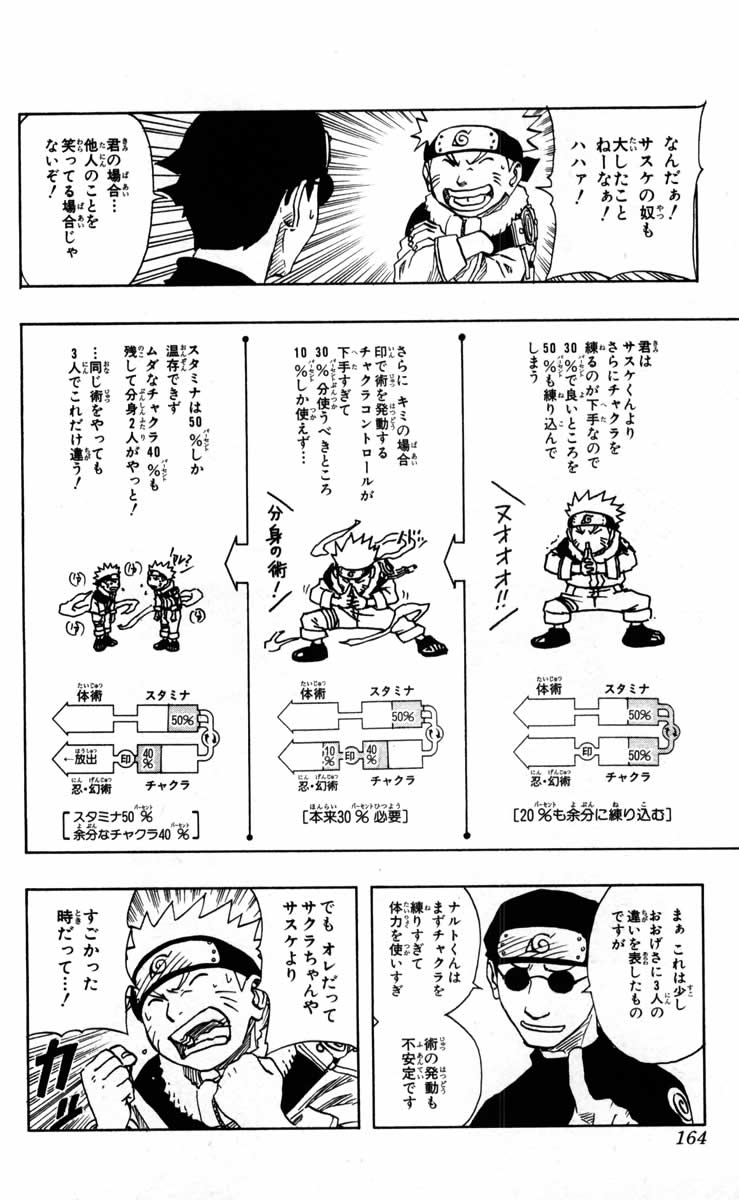 なんだぁ！
サスケの奴も
大したこと
ねーなぁ！
ハハァ！
君の場合…
他人のことを
笑ってる場合じゃ
ないぞ！
君は
サスケくんより
さらにチャクラを
練るのが下手なので
30％で良いところを
50％も練り込んで
しまう
ヌオオオオ!!
体術
スタミナ
50%
印
50%
忍・幻術
チャクラ
[20％も余分に練り込む]
さらに キミの場合
印で術を発動する
チャクラコントロールが
下手すぎて
30％分使うべきところ
10％しか使えず…
分身の術！
体術
スタミナ
50%
10%
印
40%
忍・幻術
チャクラ
[本来30％必要]
スタミナは50％しか
温存できず
ムダなチャクラ40％も
残して分身2人がやっと！
…同じ術をやっても
3人でこれだけ違う！
アレ？
体術
スタミナ
50%
←放出
印
40%
忍・幻術
チャクラ
[スタミナ50％
余分なチャクラ40％]
まぁ これは少し
おおげさに3人の
違いを表したもの
ですが
ナルトくんは
まずチャクラを
練りすぎて
体力を使いすぎ
術の発動も
不安定です
でも オレだって
サクラちゃんや
サスケより
すごかった
時だって…！
ガッ
164